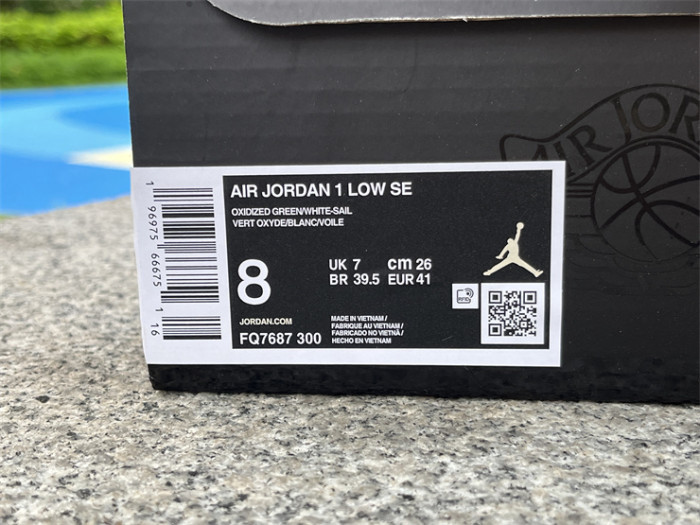 AIR JORDAN
AIR JORDAN 1 LOW SE
OXIDIZED GREEN/WHITE-SAIL
VERT OXYDE/BLANC/VOILE
8
UK 7 cm 26
BR 39.5 EUR 41
RFID
JORDAN.COM
FQ7687 300
MADE IN VIETNAM /
FABRIQUE AU VIETNAM /
FABRICADO NO VIETNÃ /
HECHO EN VIETNAM
1 96975 66675 1 16